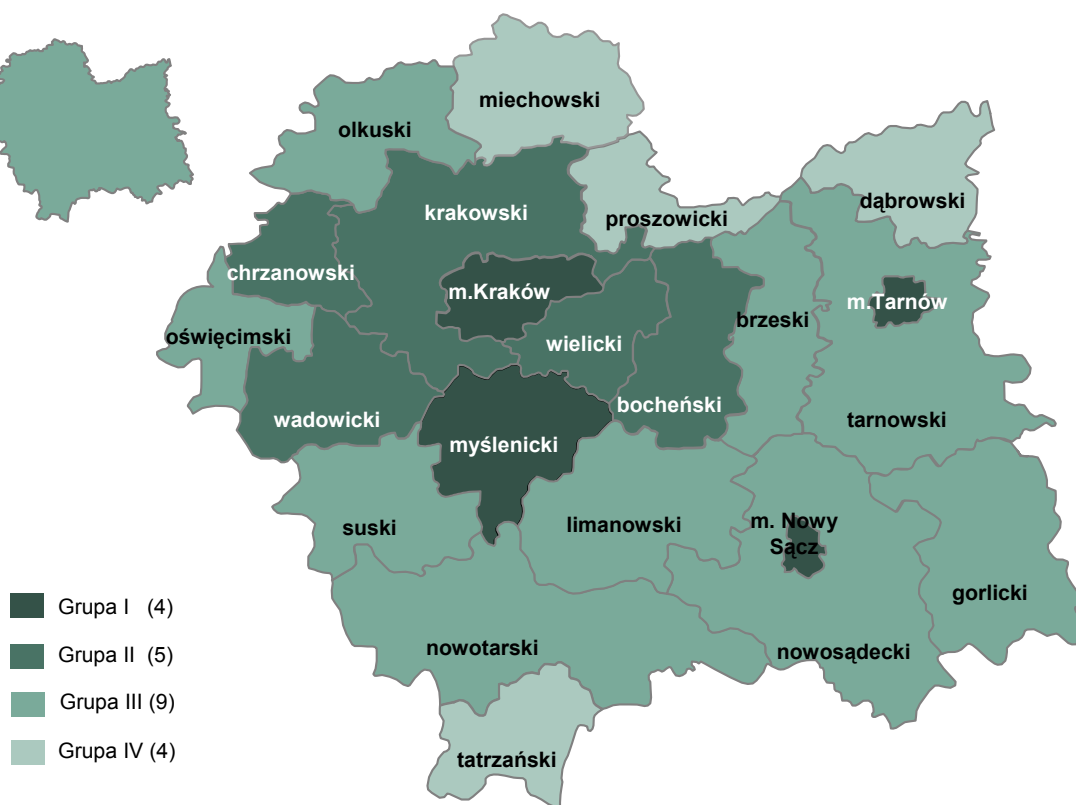 miechowski
olkuski
dąbrowski
krakowski
proszowicki
chrzanowski
m.Kraków
m.Tarnów
brzeski
oświęcimski
wielicki
bocheński
wadowicki
tarnowski
myślenicki
m. Nowy
Sącz
suski
limanowski
gorlicki
nowotarski
nowosądecki
tatrzański
Grupa I (4)
Grupa II (5)
Grupa III (9)
Grupa IV (4)